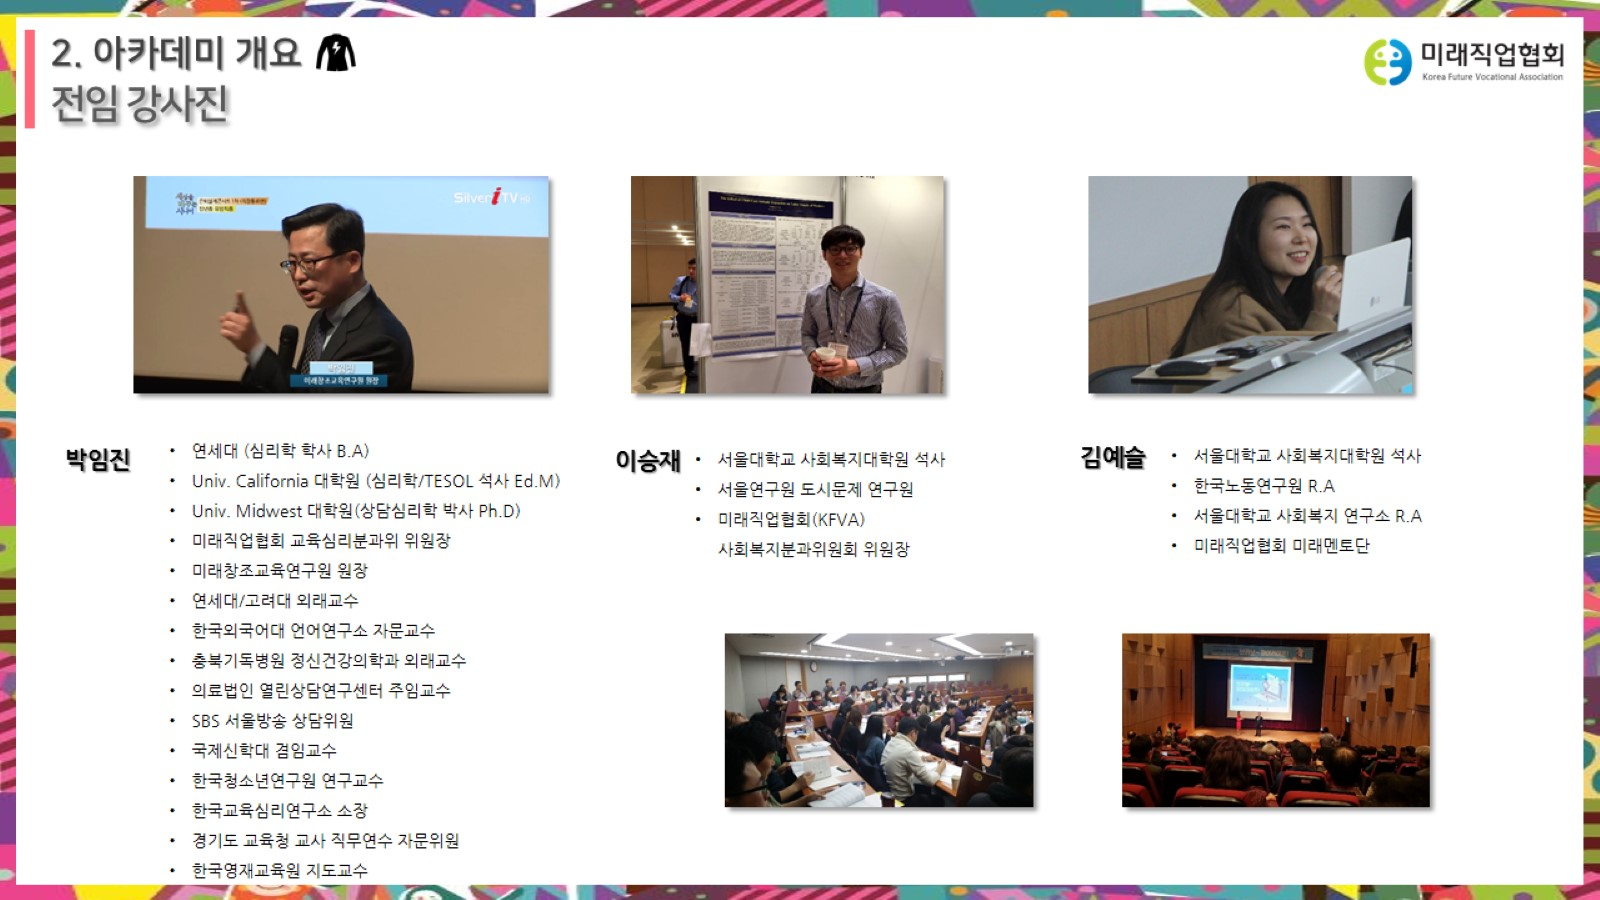 2. 아카데미 개요
전임 강사진
미래직업협회
Korea Future Vocational Association
Silver iTV HD
미래창조교육연구원 원장
박임진
• 연세대 (심리학 학사 B.A)
• Univ. California 대학원 (심리학/TESOL 석사 Ed.M)
• Univ. Midwest 대학원(상담심리학 박사 Ph.D)
• 미래직업협회 교육심리분과위 위원장
• 미래창조교육연구원 원장
• 연세대/고려대 외래교수
• 한국외국어대 언어연구소 자문교수
• 충북기독병원 정신건강의학과 외래교수
• 의료법인 열린상담연구센터 주임교수
• SBS 서울방송 상담위원
• 국제신학대 겸임교수
• 한국청소년연구원 연구교수
• 한국교육심리연구소 소장
• 경기도 교육청 교사 직무연수 자문위원
• 한국영재교육원 지도교수
이승재
• 서울대학교 사회복지대학원 석사
• 서울연구원 도시문제 연구원
• 미래직업협회(KFVA)
사회복지분과위원회 위원장
김예슬
• 서울대학교 사회복지대학원 석사
• 한국노동연구원 R.A
• 서울대학교 사회복지 연구소 R.A
• 미래직업협회 미래멘토단